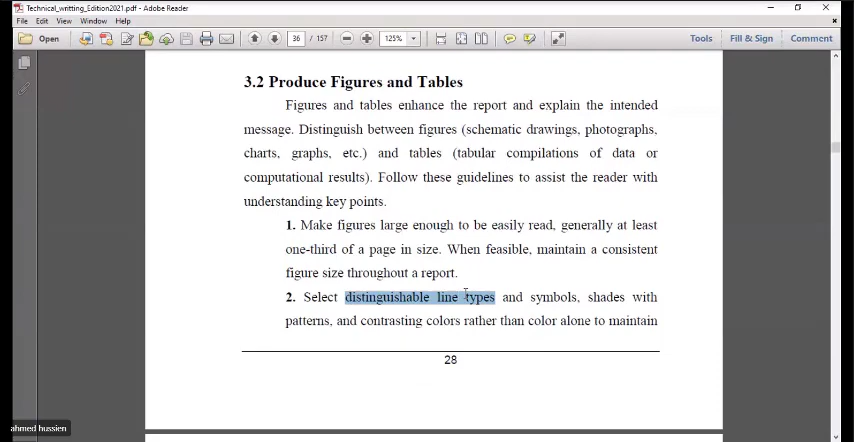 Technical_writting_Edition2021.pdf - Adobe Reader
File Edit View Window Help
Open 36 / 157 125% Tools Fill & Sign Comment
3.2 Produce Figures and Tables
Figures and tables enhance the report and explain the intended
message. Distinguish between figures (schematic drawings, photographs,
charts, graphs, etc.) and tables (tabular compilations of data or
computational results). Follow these guidelines to assist the reader with
understanding key points.
1. Make figures large enough to be easily read, generally at least
one-third of a page in size. When feasible, maintain a consistent
figure size throughout a report.
2. Select distinguishable line types and symbols, shades with
patterns, and contrasting colors rather than color alone to maintain
28
ahmed hussien